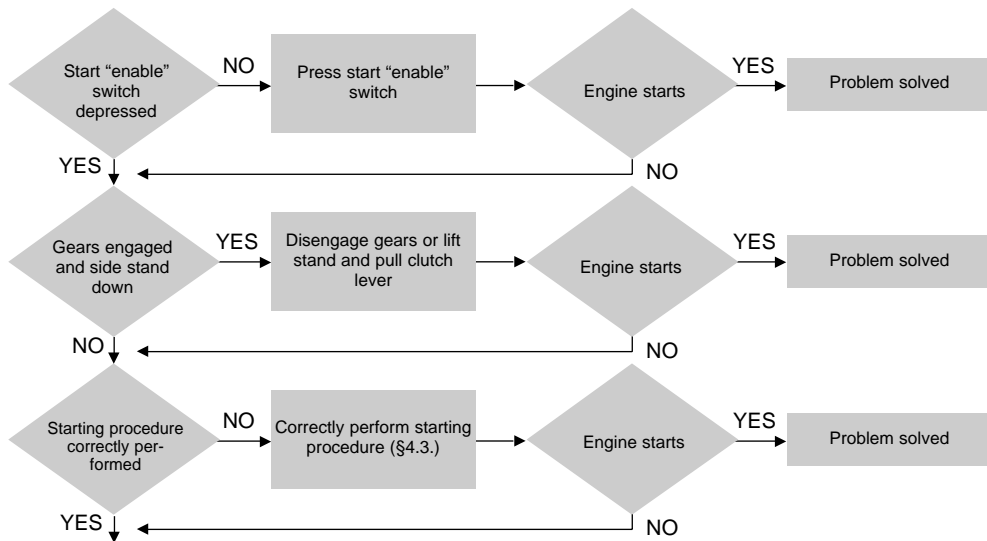 Start “enable”
switch
depressed
NO
Press start “enable”
switch
Engine starts
YES
Problem solved
YES
NO
Gears engaged
and side stand
down
YES
Disengage gears or lift
stand and pull clutch
lever
Engine starts
YES
Problem solved
NO
NO
Starting procedure
correctly per-
formed
NO
Correctly perform starting
procedure (§4.3.)
Engine starts
YES
Problem solved
YES
NO